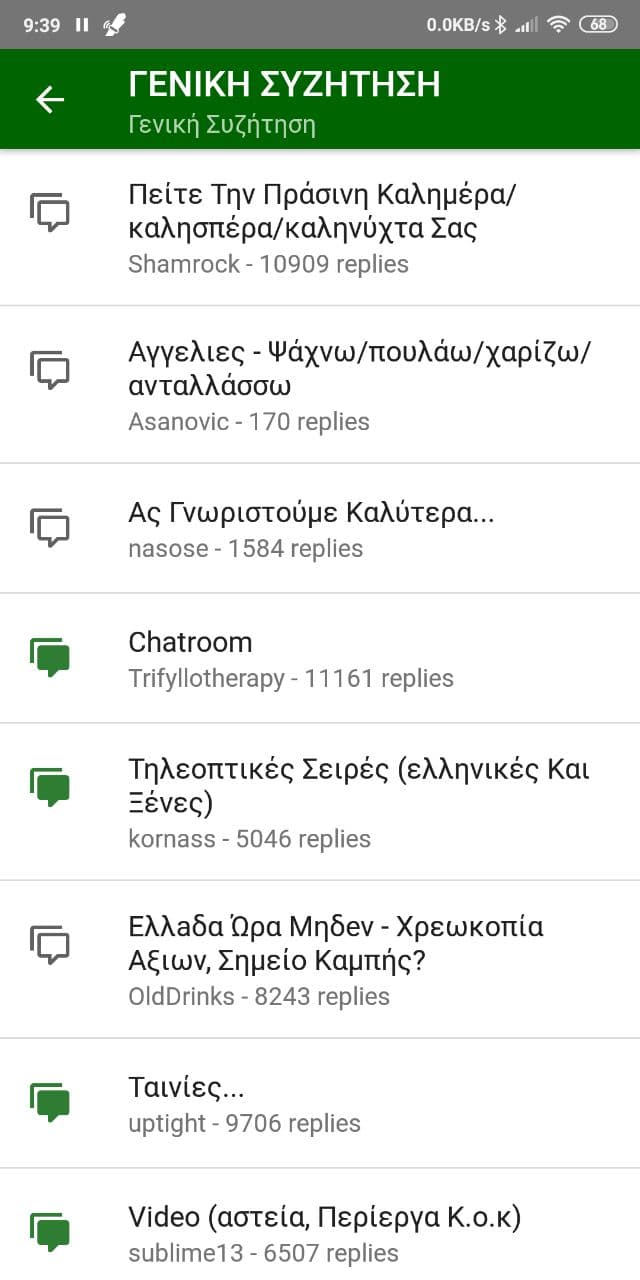 9:39
0.0KB/s 68
ΓΕΝΙΚΗ ΣΥΖΗΤΗΣΗ
Γενική Συζήτηση
Πείτε Την Πράσινη Καλημέρα/
καλησπέρα/καληνύχτα Σας
Shamrock - 10909 replies
Αγγελιες - Ψάχνω/πουλάω/χαρίζω/
ανταλλάσσω
Asanovic - 170 replies
Ας Γνωριστούμε Καλύτερα...
nasose - 1584 replies
Chatroom
Trifyllotherapy - 11161 replies
Τηλεοπτικές Σειρές (ελληνικές Και
Ξένες)
kornass - 5046 replies
Ελλαδα Ώρα Μηδεν - Χρεωκοπία
Αξιων, Σημείο Καμπής?
OldDrinks - 8243 replies
Ταινίες...
uptight - 9706 replies
Video (αστεία, Περίεργα Κ.ο.κ)
sublime13 - 6507 replies